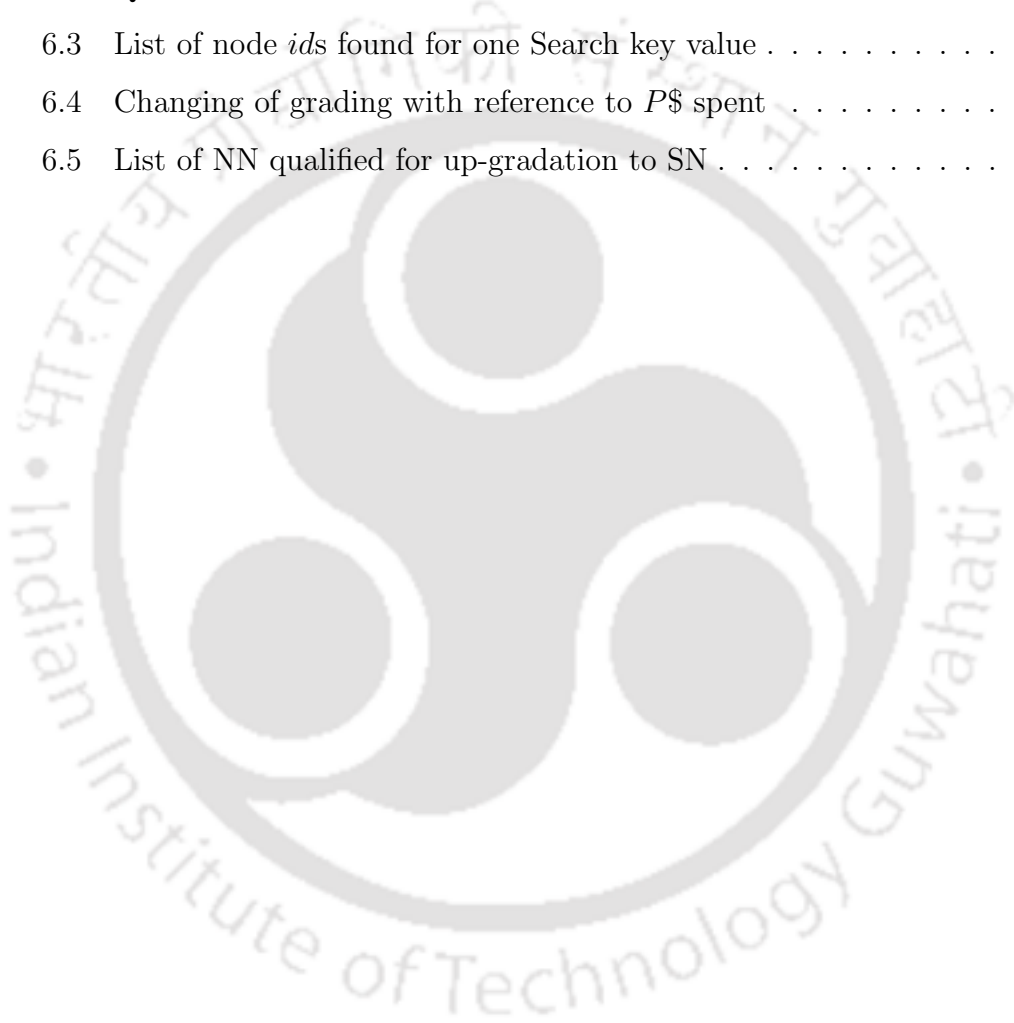 6.3 List of node ids found for one Search key value . . . . . . . . . .
6.4 Changing of grading with reference to P$ spent . . . . . . . . .
6.5 List of NN qualified for up-gradation to SN . . . . . . . . . . . .
भारतीय प्रौद्योगिकी संस्थान गुवाहाटी
• Indian Institute of Technology Guwahati •